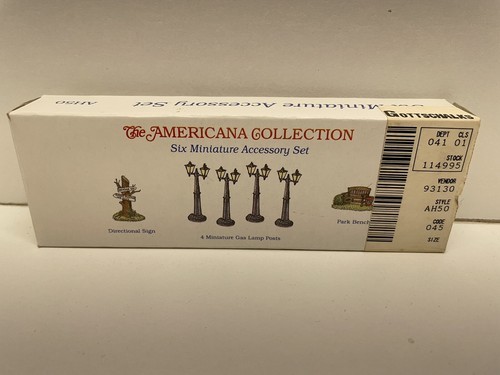 AH50
Six Miniature Accessory Set
The AMERICANA COLLECTION
Six Miniature Accessory Set
Directional Sign
4 Miniature Gas Lamp Posts
Park Bench
GOTTSCHALKS
DEPT CLS
041 01
STOCK
114995
VENDOR
93130
STYLE
AH50
CODE
045
SIZE